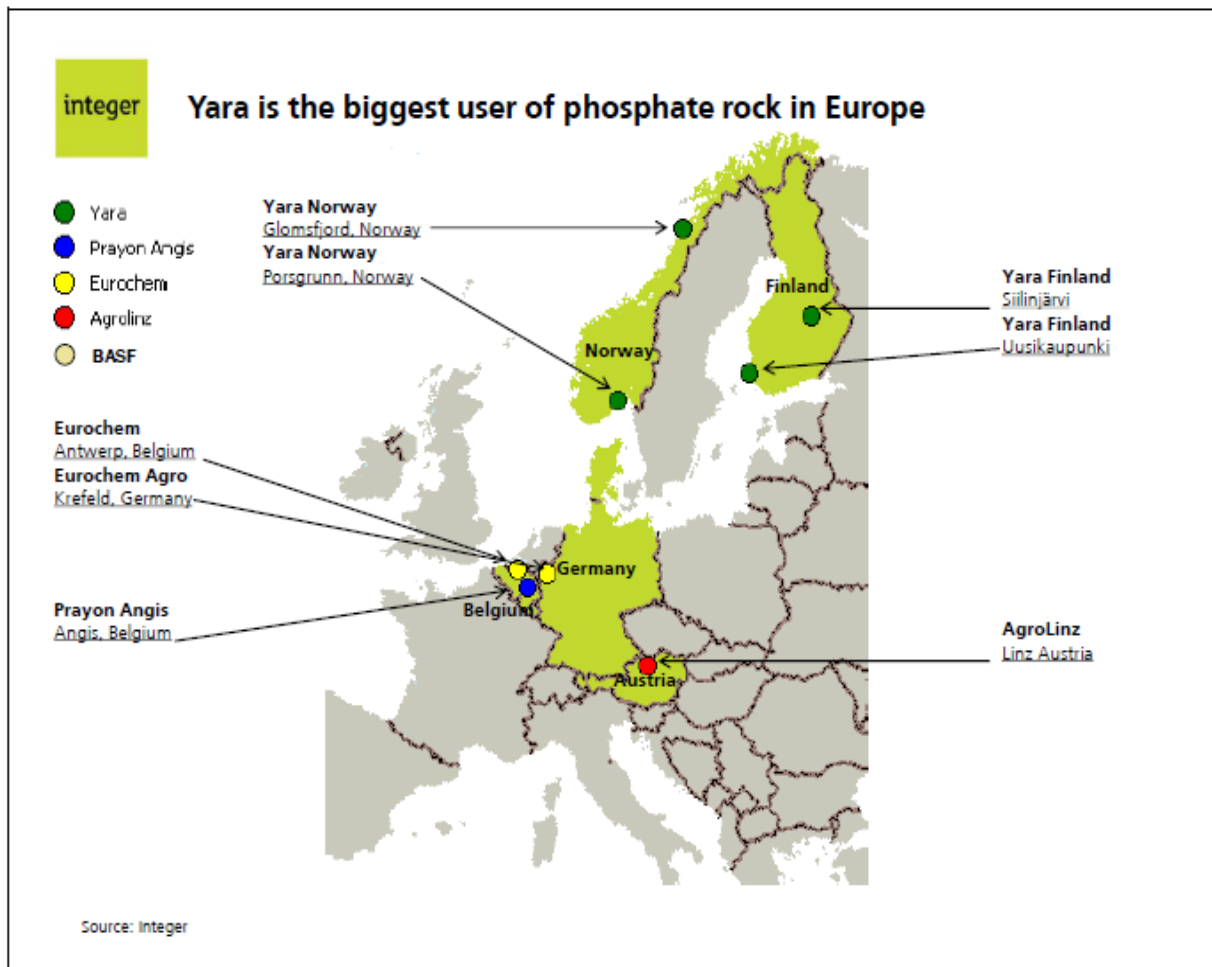 integer
Yara is the biggest user of phosphate rock in Europe
Yara
Prayon Angis
Eurochem
Agrolinz
BASF
Yara Norway
Glomsfjord, Norway
Yara Norway
Porsgrunn, Norway
Finland
Norway
Yara Finland
Siilinjärvi
Yara Finland
Uusikaupunki
Eurochem
Antwerp, Belgium
Eurochem Agro
Krefeld, Germany
Germany
Belgium
Prayon Angis
Angis, Belgium
Austria
AgroLinz
Linz Austria
Source: Integer